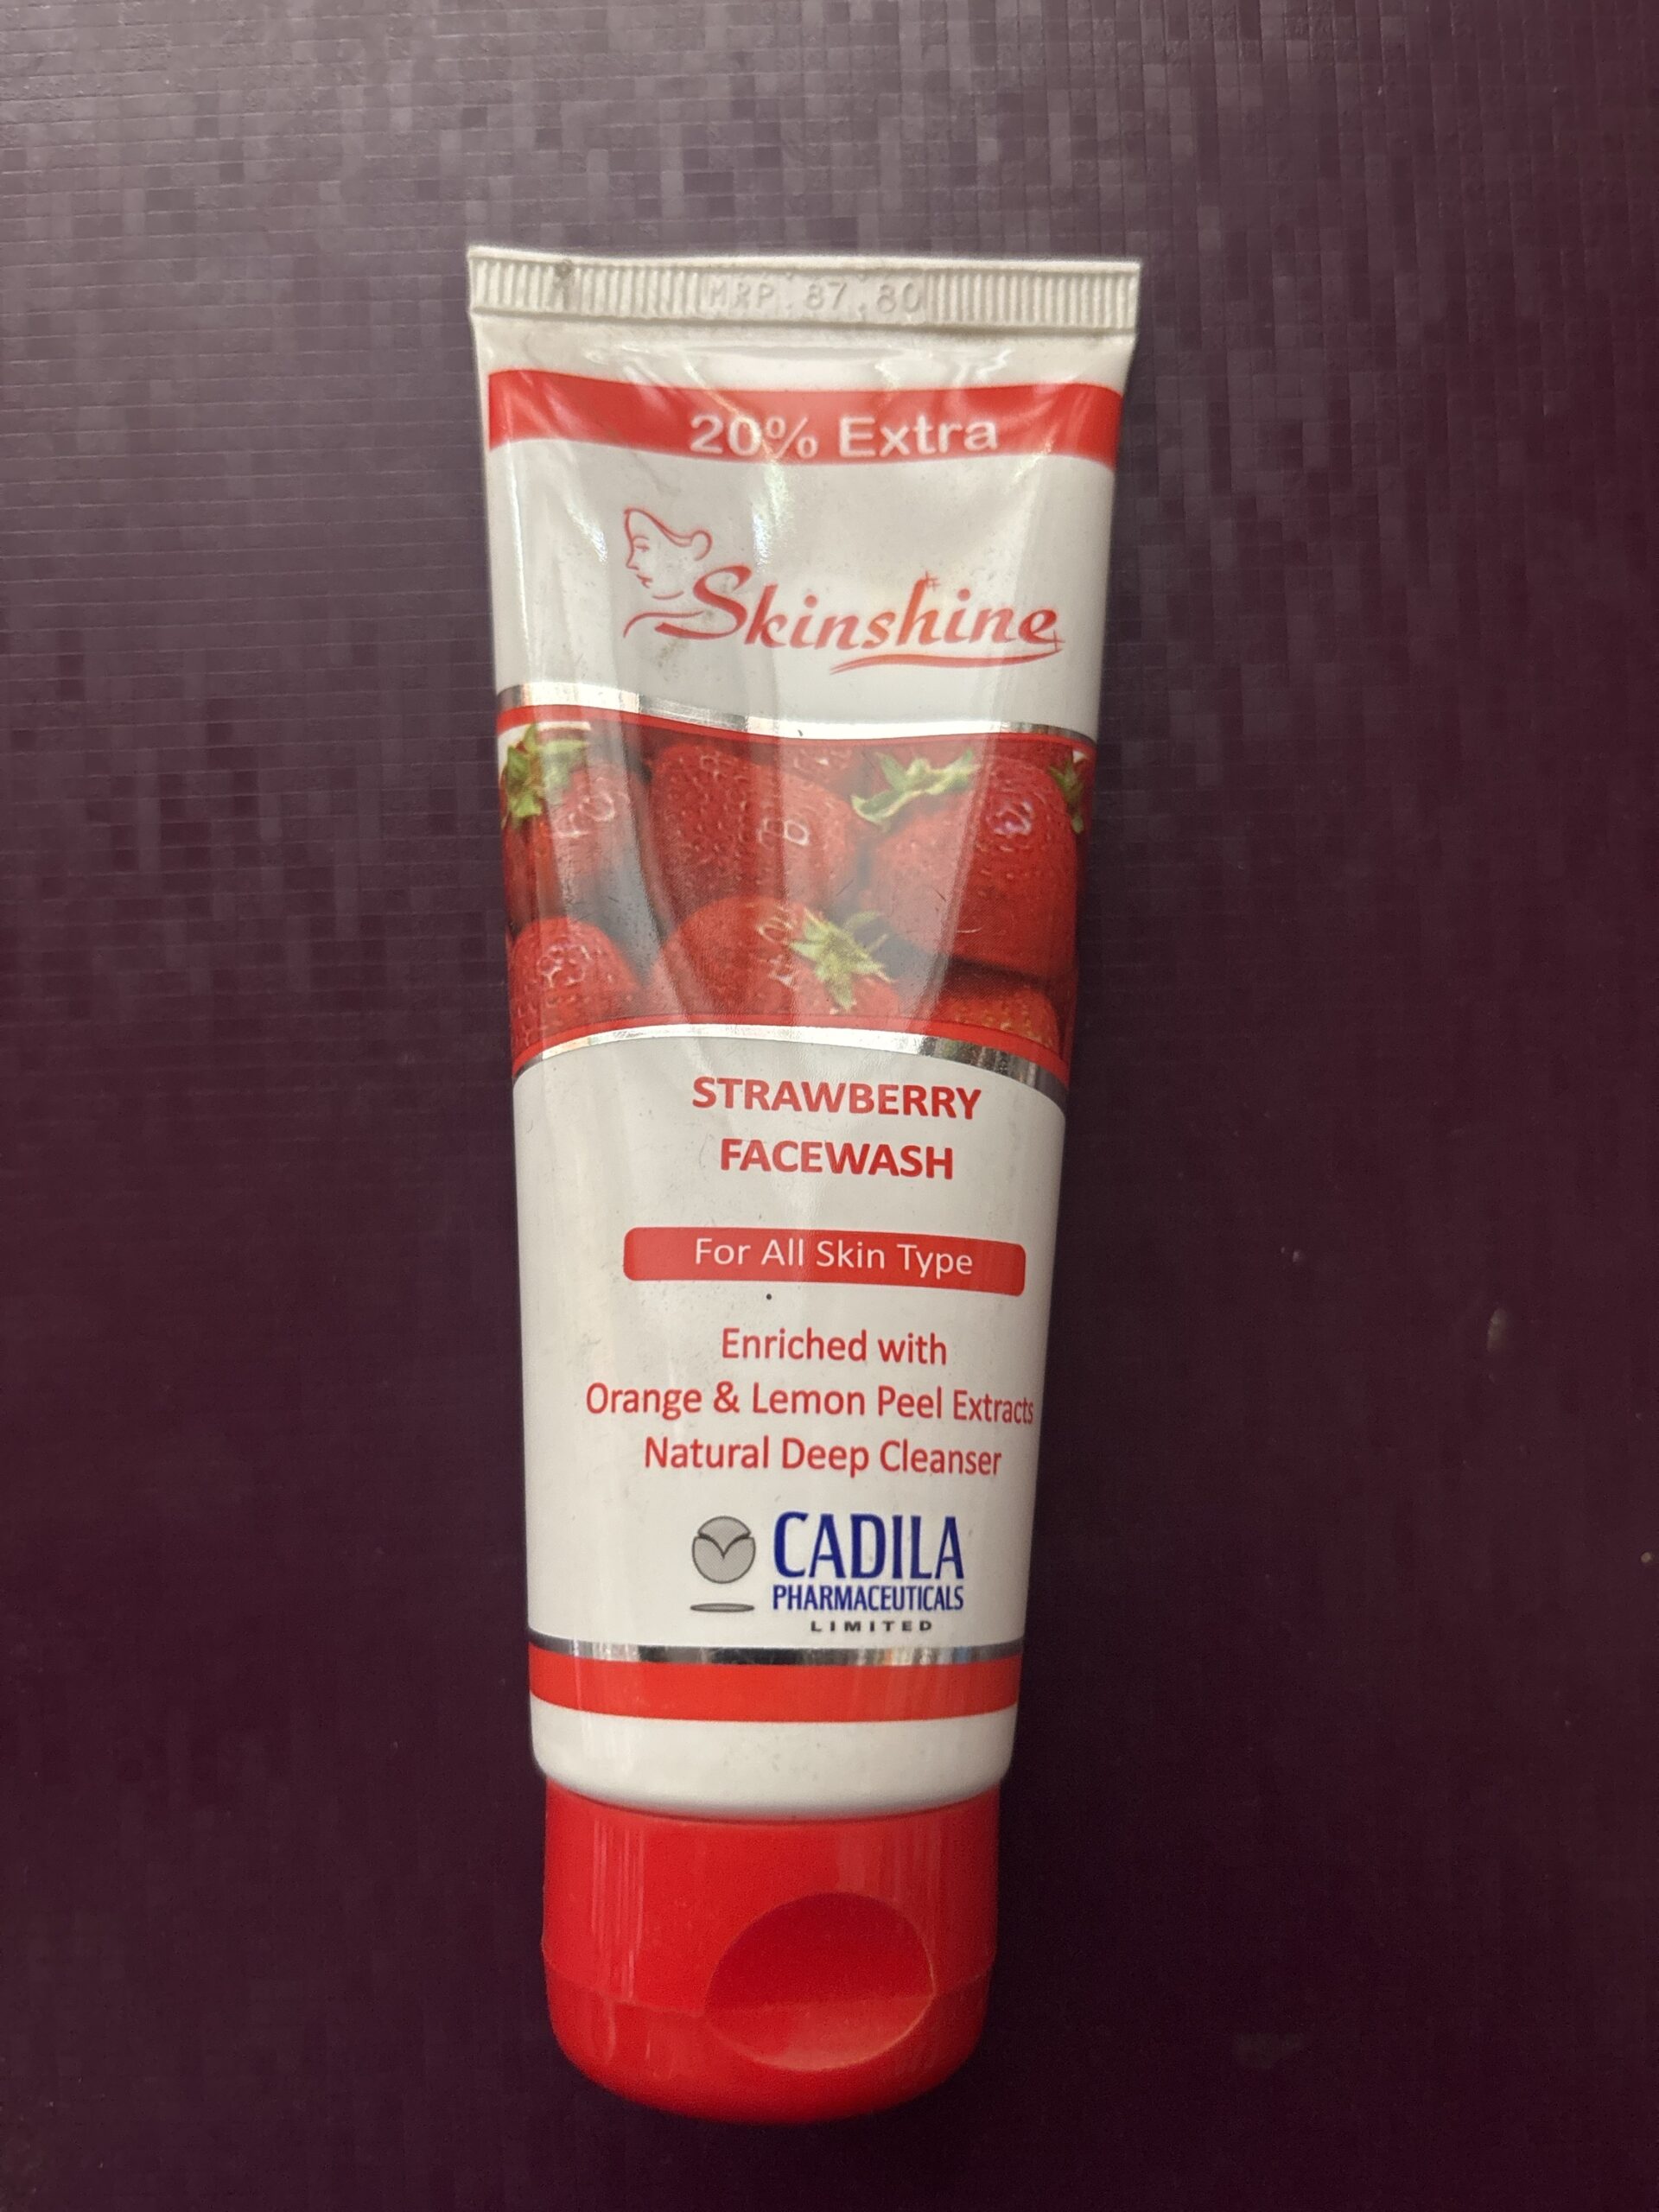 MRP.87.80
20% Extra
Skinshine
STRAWBERRY
FACEWASH
For All Skin Type
Enriched with
Orange & Lemon Peel Extracts
Natural Deep Cleanser
CADILA
PHARMACEUTICALS
LIMITED